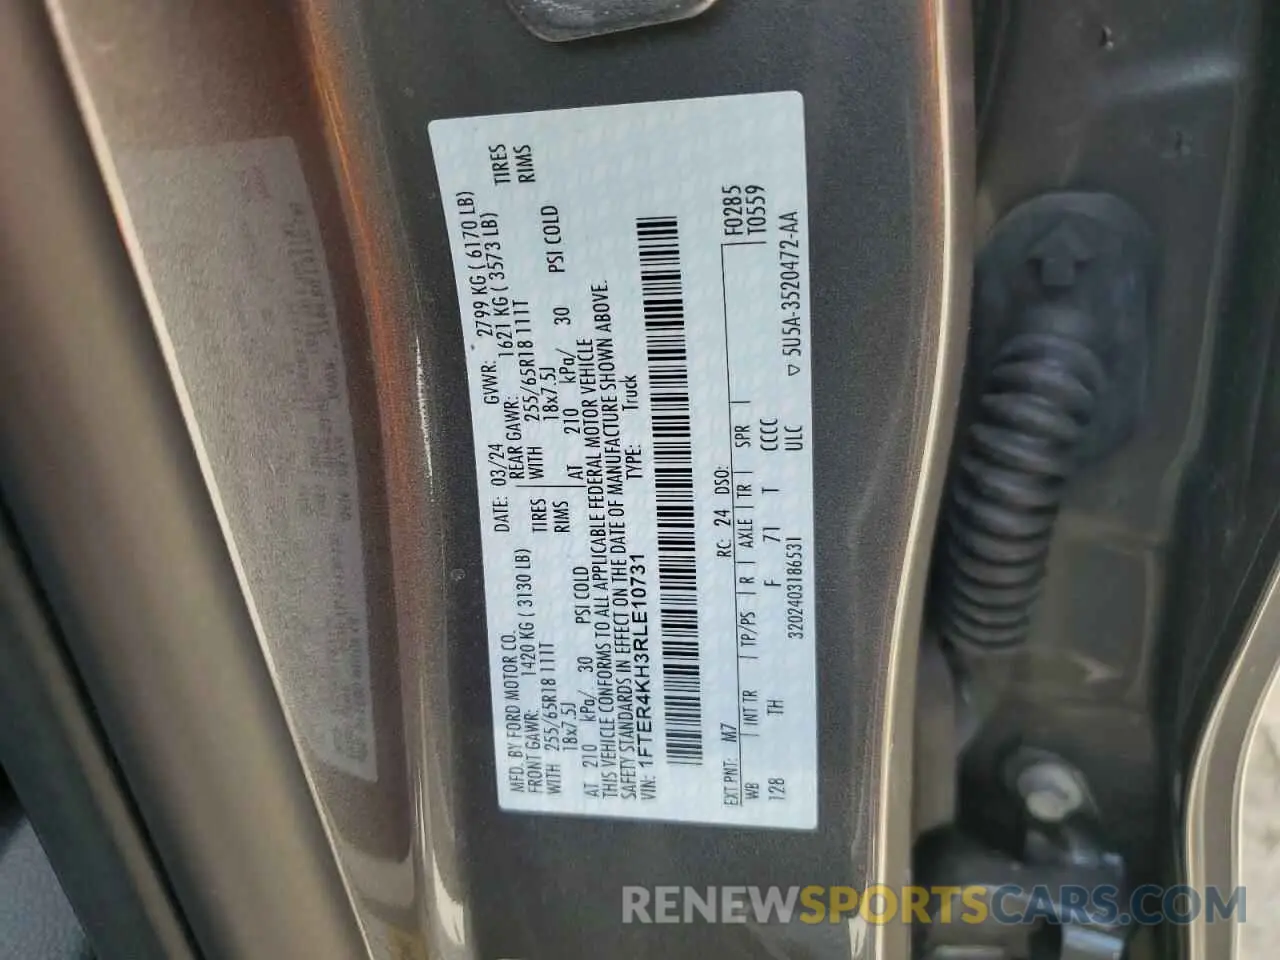 MFD. BY FORD MOTOR CO.
DATE: 03/24 GVWR: 2799 KG ( 6170 LB)
FRONT GAWR: 1420 KG ( 3130 LB) REAR GAWR: 1621 KG ( 3573 LB)
WITH 255/65R18 111T TIRES WITH 255/65R18 111T TIRES
18x7.5J RIMS 18x7.5J RIMS
AT 210 kPa/ 30 PSI COLD AT 210 kPa/ 30 PSI COLD
THIS VEHICLE CONFORMS TO ALL APPLICABLE FEDERAL MOTOR VEHICLE
SAFETY STANDARDS IN EFFECT ON THE DATE OF MANUFACTURE SHOWN ABOVE.
VIN: 1FTER4KH3RLE10731 TYPE: Truck
EXT PNT: M7 RC: 24 DSO: F0285
WB INT TR TP/PS R AXLE TR SPR T0559
128 TH F 71 T CCCC
3202403186531 ULC ▽ 5U5A-3520472-AA
RENEWSPORTSCARS.COM